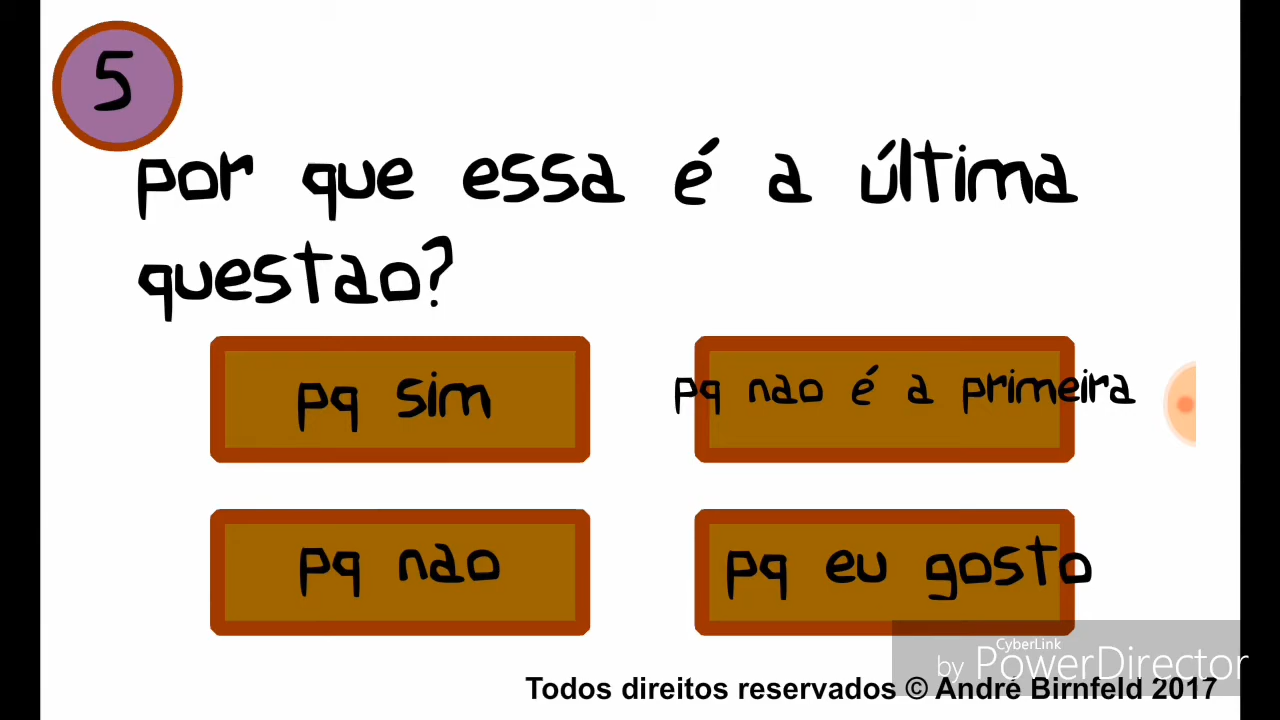 5
por que essa é a última
questao?
pq sim
pq nao é a primeira
pq nao
pq eu gosto
CyberLink
by PowerDirector
Todos direitos reservados © André Birnfeld 2017